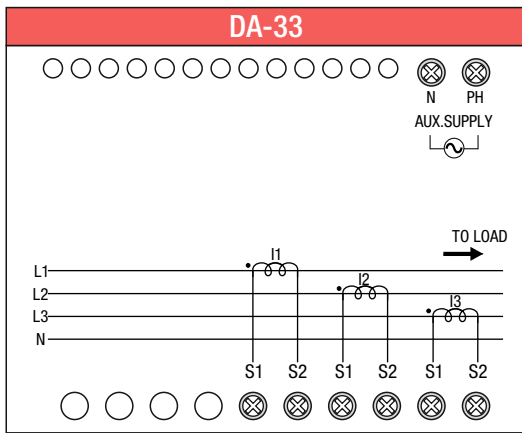 DA-33
N PH
AUX.SUPPLY
TO LOAD
I1
L1
I2
L2
I3
L3
N
S1 S2 S1 S2 S1 S2